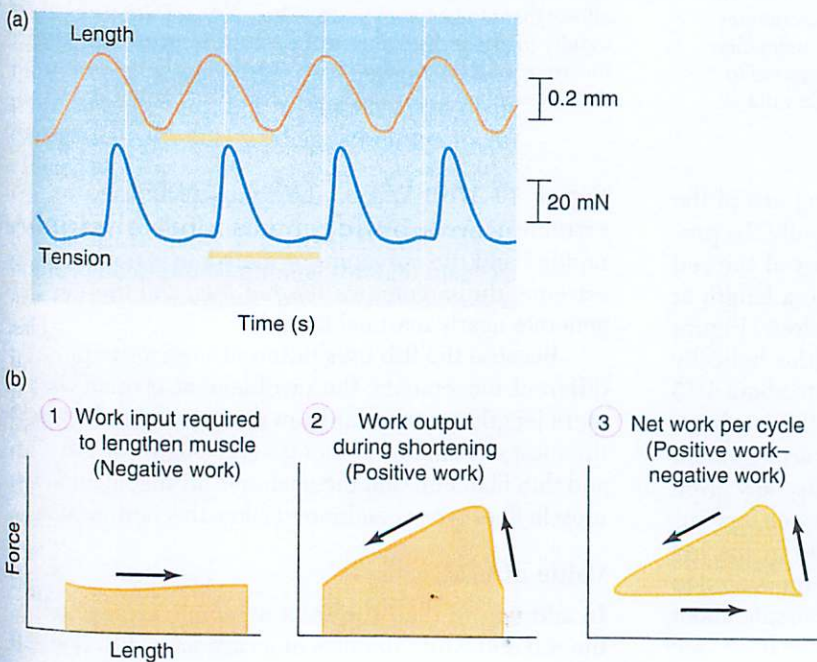 (a)
Length
0.2 mm
20 mN
Tension
Time (s)
(b)
1 Work input required
to lengthen muscle
(Negative work)
2 Work output
during shortening
(Positive work)
3 Net work per cycle
(Positive work–
negative work)
Force
Length